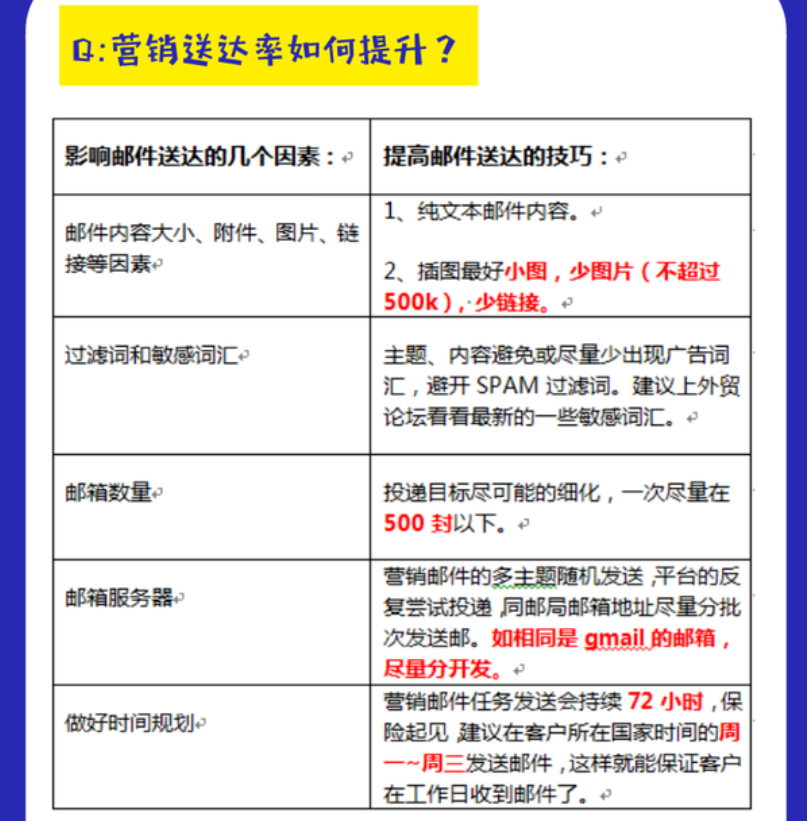 Q:营销送达率如何提升？
影响邮件送达的几个因素：
提高邮件送达的技巧：
邮件内容大小、附件、图片、链
接等因素
1、纯文本邮件内容。
2、插图最好小图，少图片（不超过
500k），少链接。
过滤词和敏感词汇
主题、内容避免或尽量少出现广告词
汇，避开 SPAM 过滤词。建议上外贸
论坛看看最新的一些敏感词汇。
邮箱数量
投递目标尽可能的细化，一次尽量在
500 封以下。
邮箱服务器
营销邮件的多主题随机发送，平台的反
复尝试投递，同邮局邮箱地址尽量分批
次发送邮。如相同是 gmail 的邮箱，
尽量分开发。
做好时间规划
营销邮件任务发送会持续 72 小时，保
险起见，建议在客户所在国家时间的周
一~周三发送邮件，这样就能保证客户
在工作日收到邮件了。